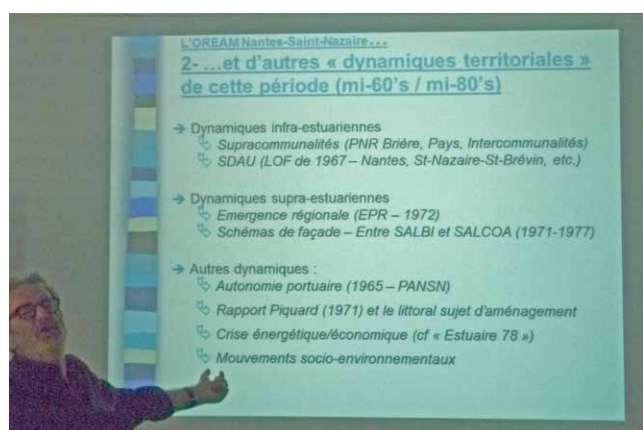 L'OREAM Nantes-Saint-Nazaire…
2- …et d'autres « dynamiques territoriales »
de cette période (mi-60's / mi-80's)
→ Dynamiques infra-estuariennes
Supracommunalités (PNR Brière, Pays, Intercommunalités)
SDAU (LOF de 1967 – Nantes, St-Nazaire-St-Brévin, etc.)
→ Dynamiques supra-estuariennes
Emergence régionale (EPR – 1972)
Schémas de façade – Entre SALBI et SALCOA (1971-1977)
→ Autres dynamiques :
Autonomie portuaire (1965 – PANSN)
Rapport Piquard (1971) et le littoral sujet d'aménagement
Crise énergétique/économique (cf « Estuaire 78 »)
Mouvements socio-environnementaux